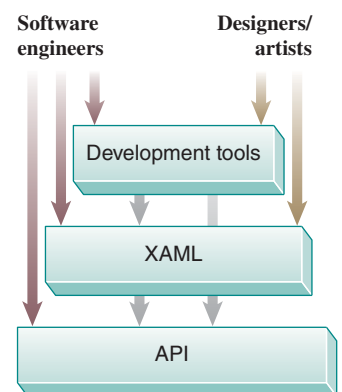 Software
engineers
Designers/
artists
Development tools
XAML
API